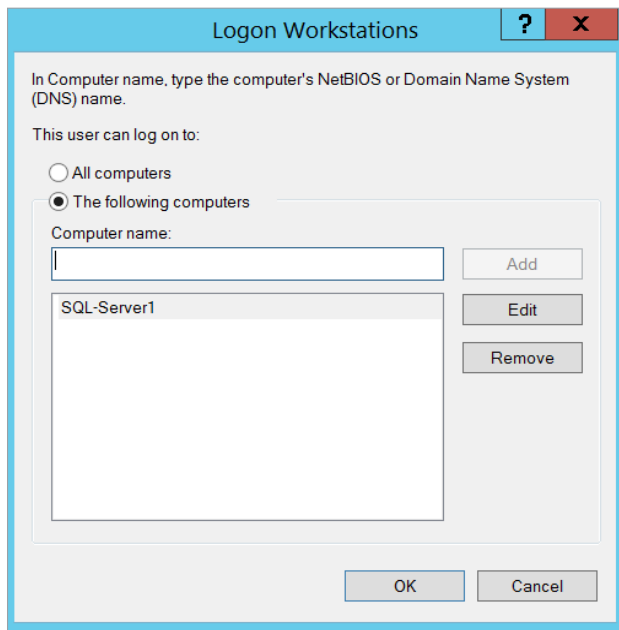 Logon Workstations
?
X
In Computer name, type the computer's NetBIOS or Domain Name System
(DNS) name.
This user can log on to:
All computers
The following computers
Computer name:
Add
SQL-Server1
Edit
Remove
OK
Cancel